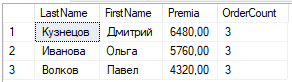 LastName FirstName Premia OrderCount
1 Кузнецов Дмитрий 6480,00 3
2 Иванова Ольга 5760,00 3
3 Волков Павел 4320,00 3